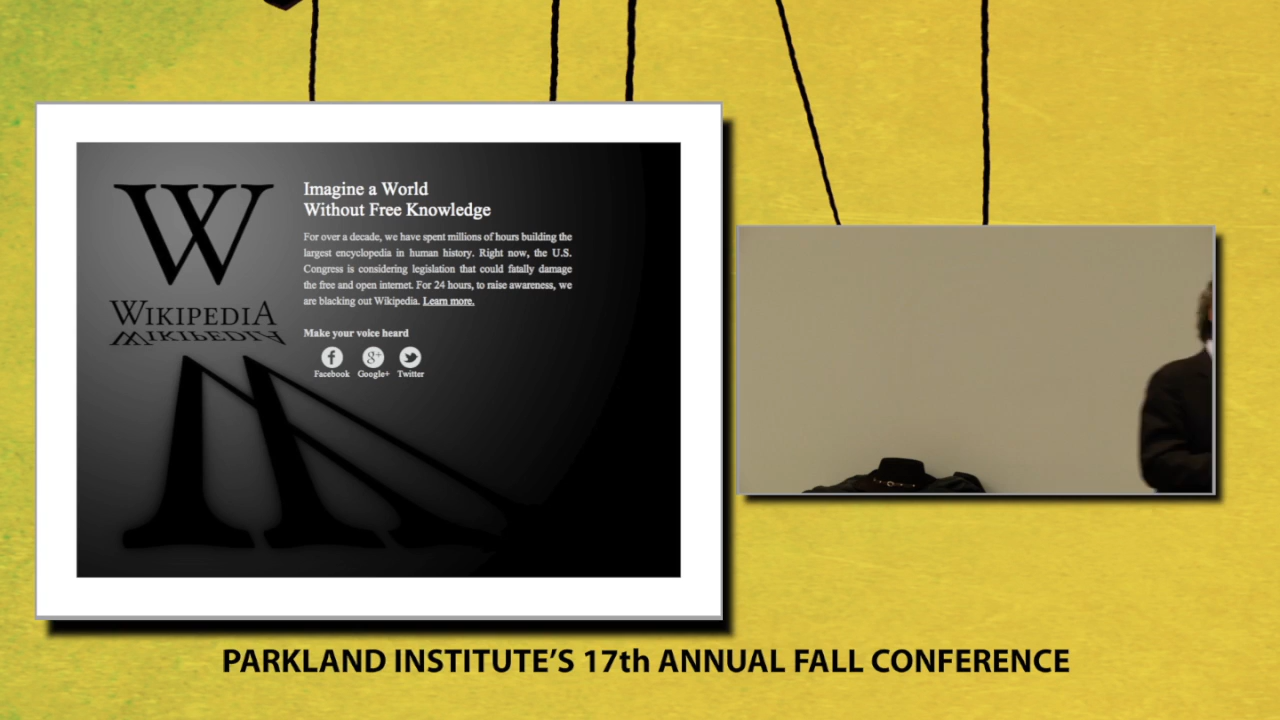 W
WIKIPEDIA
Imagine a World
Without Free Knowledge
For over a decade, we have spent millions of hours building the
largest encyclopedia in human history. Right now, the U.S.
Congress is considering legislation that could fatally damage
the free and open internet. For 24 hours, to raise awareness, we
are blacking out Wikipedia. Learn more.
Make your voice heard
Facebook Google+ Twitter
PARKLAND INSTITUTE'S 17th ANNUAL FALL CONFERENCE